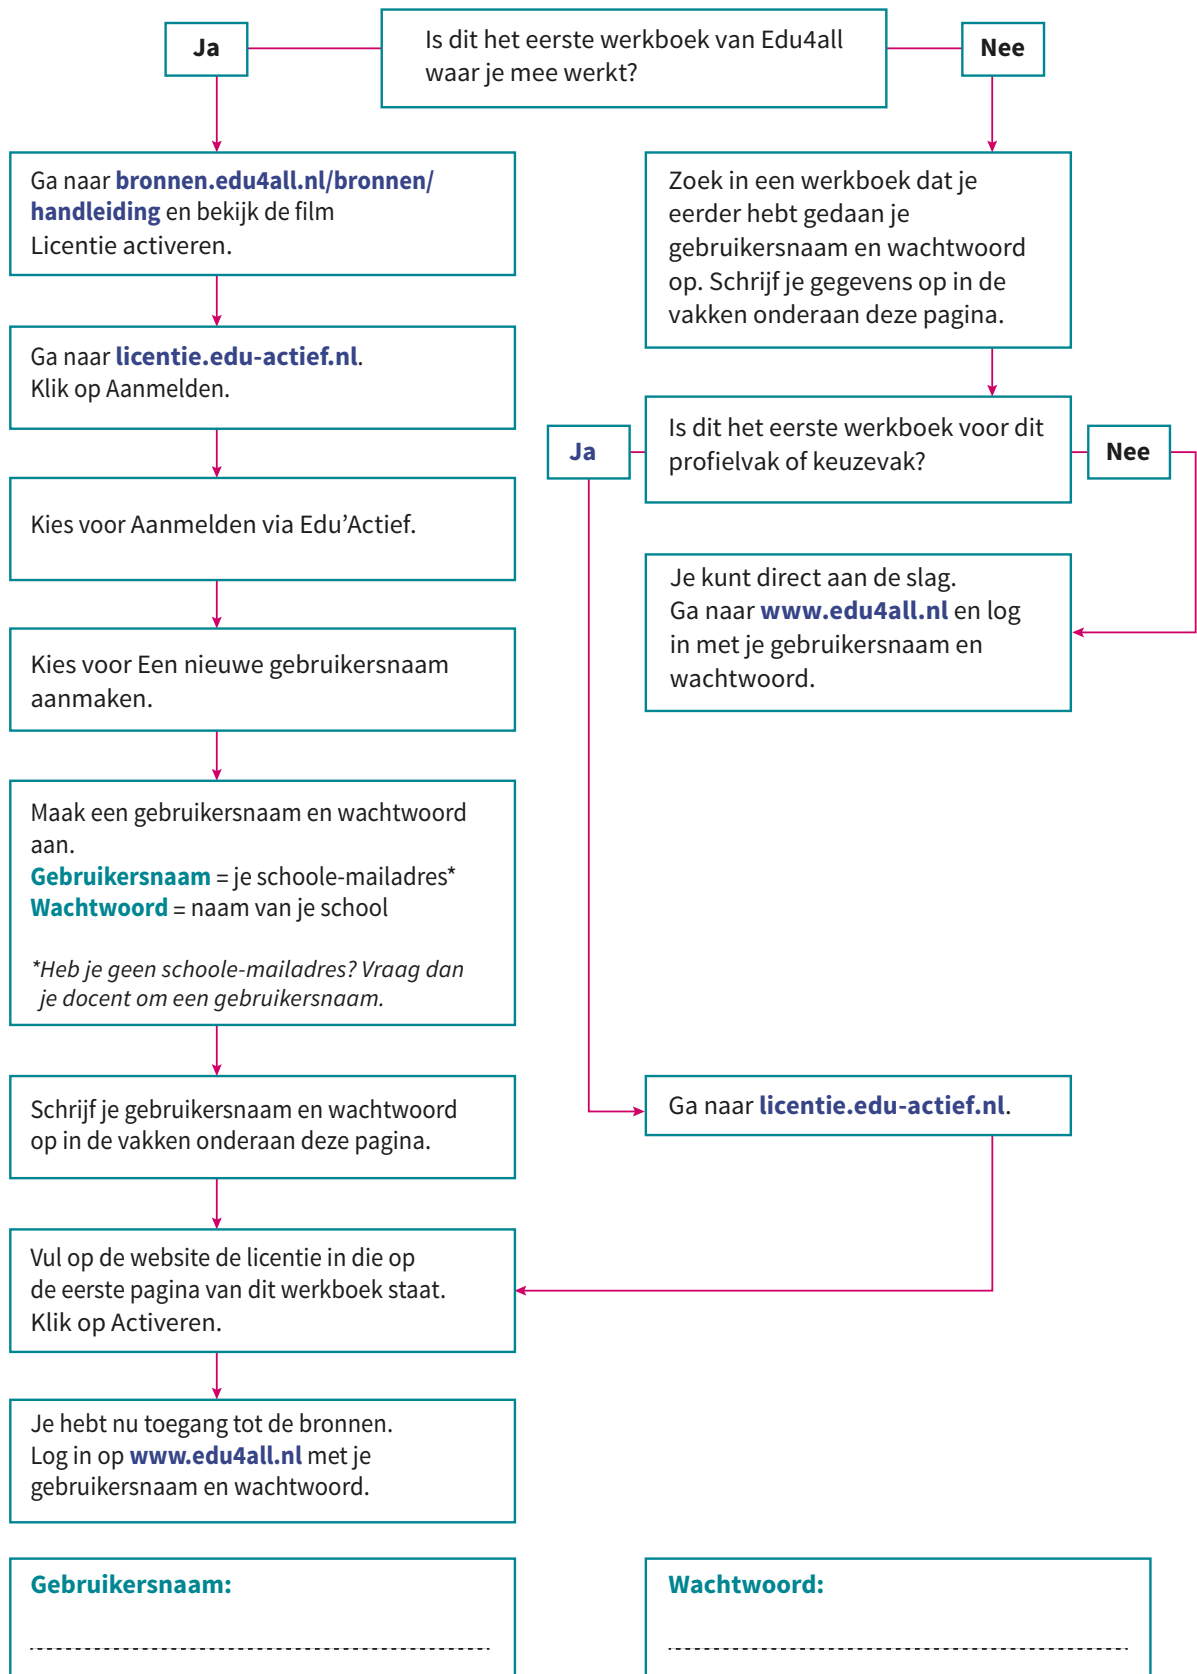 Is dit het eerste werkboek van Edu4all
waar je mee werkt?
Ja
Nee
Ga naar bronnen.edu4all.nl/bronnen/
handleiding en bekijk de film
Licentie activeren.
Ga naar licentie.edu-actief.nl.
Klik op Aanmelden.
Kies voor Aanmelden via Edu’Actief.
Kies voor Een nieuwe gebruikersnaam
aanmaken.
Maak een gebruikersnaam en wachtwoord
aan.
Gebruikersnaam = je schoole-mailadres*
Wachtwoord = naam van je school
*Heb je geen schoole-mailadres? Vraag dan
je docent om een gebruikersnaam.
Schrijf je gebruikersnaam en wachtwoord
op in de vakken onderaan deze pagina.
Vul op de website de licentie in die op
de eerste pagina van dit werkboek staat.
Klik op Activeren.
Je hebt nu toegang tot de bronnen.
Log in op www.edu4all.nl met je
gebruikersnaam en wachtwoord.
Zoek in een werkboek dat je
eerder hebt gedaan je
gebruikersnaam en wachtwoord
op. Schrijf je gegevens op in de
vakken onderaan deze pagina.
Is dit het eerste werkboek voor dit
profielvak of keuzevak?
Ja
Nee
Je kunt direct aan de slag.
Ga naar www.edu4all.nl en log
in met je gebruikersnaam en
wachtwoord.
Ga naar licentie.edu-actief.nl.
Gebruikersnaam:
Wachtwoord: